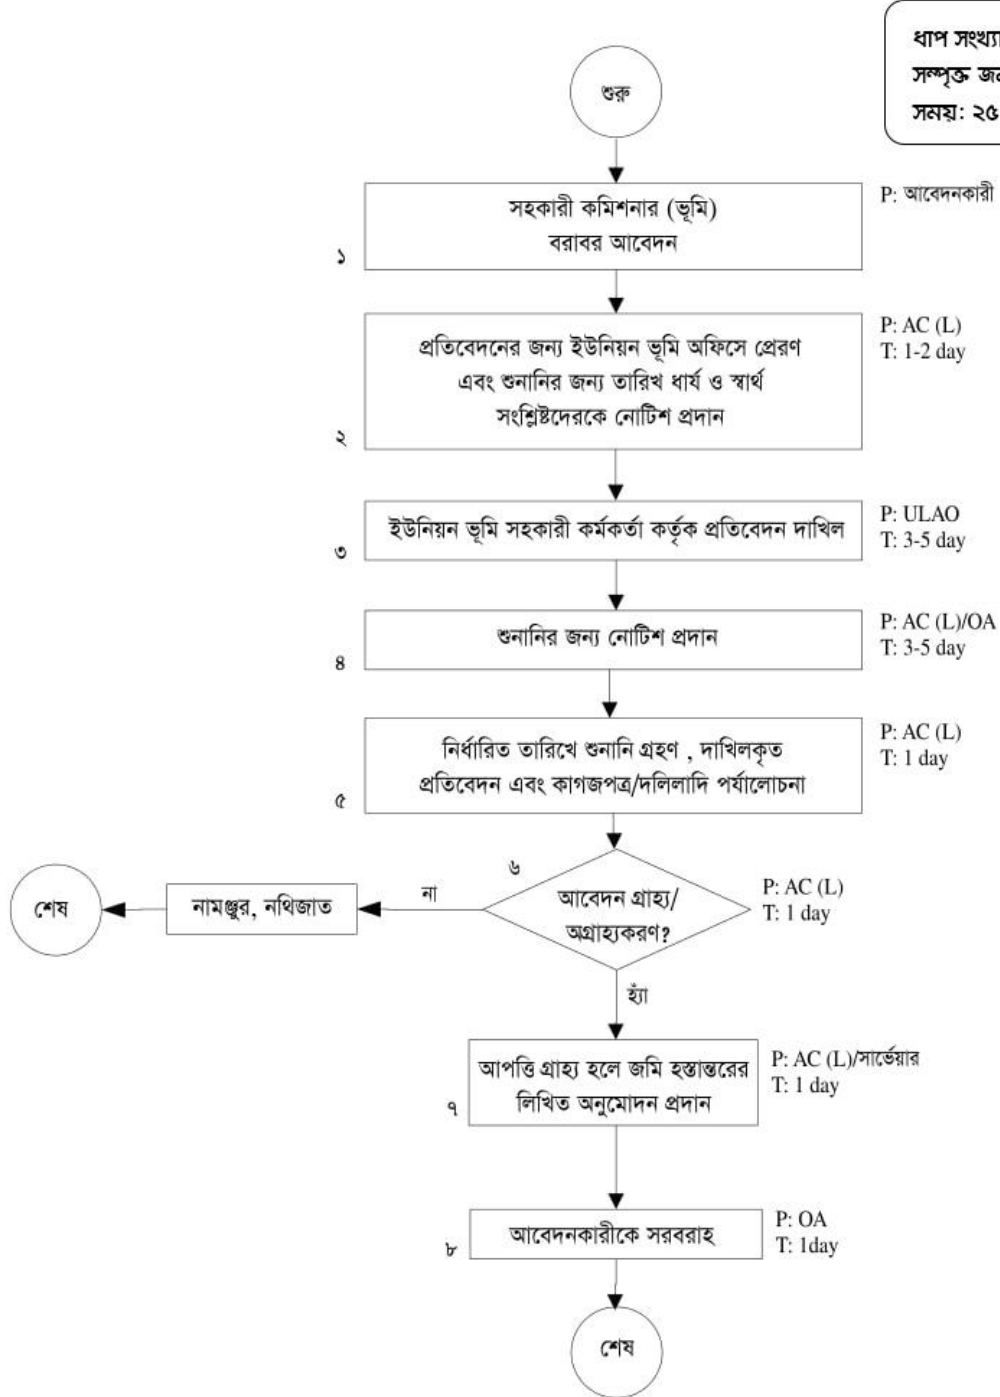 ধাপ সংখ্যা
সম্পৃক্ত
সময়: ২৫
শুরু
P: আবেদনকারী
সহকারী কমিশনার (ভূমি)
বরাবর আবেদন
১
P: AC (L)
T: 1-2 day
প্রতিবেদনের জন্য ইউনিয়ন ভূমি অফিসে প্রেরণ
এবং শুনানির জন্য তারিখ ধার্য ও স্বার্থ
সংশ্লিষ্টদেরকে নোটিশ প্রদান
২
P: ULAO
T: 3-5 day
ইউনিয়ন ভূমি সহকারী কর্মকর্তা কর্তৃক প্রতিবেদন দাখিল
৩
P: AC (L)/OA
T: 3-5 day
শুনানির জন্য নোটিশ প্রদান
৪
P: AC (L)
T: 1 day
নির্ধারিত তারিখে শুনানি গ্রহণ , দাখিলকৃত
প্রতিবেদন এবং কাগজপত্র/দলিলাদি পর্যালোচনা
৫
৬
আবেদন গ্রাহ্য/
অগ্রাহ্যকরণ?
P: AC (L)
T: 1 day
না
নামঞ্জুর, নথিজাত
শেষ
হ্যাঁ
আপত্তি গ্রাহ্য হলে জমি হস্তান্তরের
লিখিত অনুমোদন প্রদান
৭
P: AC (L)/সার্ভেয়ার
T: 1 day
আবেদনকারীকে সরবরাহ
৮
P: OA
T: 1day
শেষ